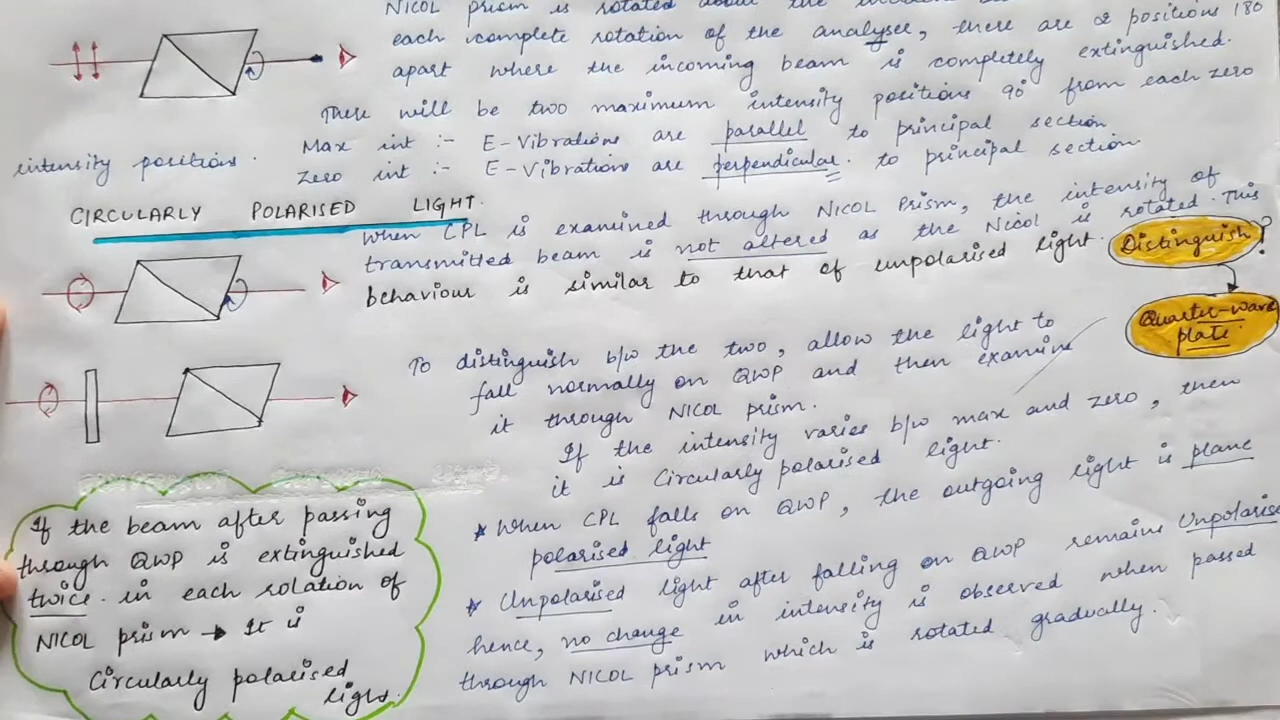 NICOL prism is rotated about the
each complete rotation of the analyser, there are 2 positions 180
apart where the incoming beam is completely extinguished.
There will be two maximum intensity positions 90° from each zero
intensity positions.
Max int :- E-Vibrations are parallel to principal section
Zero int :- E-Vibrations are perpendicular. to principal section
CIRCULARLY POLARISED LIGHT.
When CPL is examined through NICOL Prism, the intensity of
transmitted beam is not altered as the Nicol is rotated. This
behaviour is similar to that of unpolarised light.
Distinguish ?
Quarter-wave
plate.
To distinguish b/w the two, allow the light to
fall normally on QWP and then examine
it through NICOL prism.
If the intensity varies b/w max and zero, then
it is Circularly polarised light.
* When CPL falls on QWP, the outgoing light is plane
polarised light
* Unpolarised light after falling on QWP remains Unpolarise
hence, no change in intensity is observed when passed
through NICOL prism which is rotated gradually.
If the beam after passing
through QWP is extinguished
twice. in each rotation of
NICOL prism → It is
Circularly polarised
light.